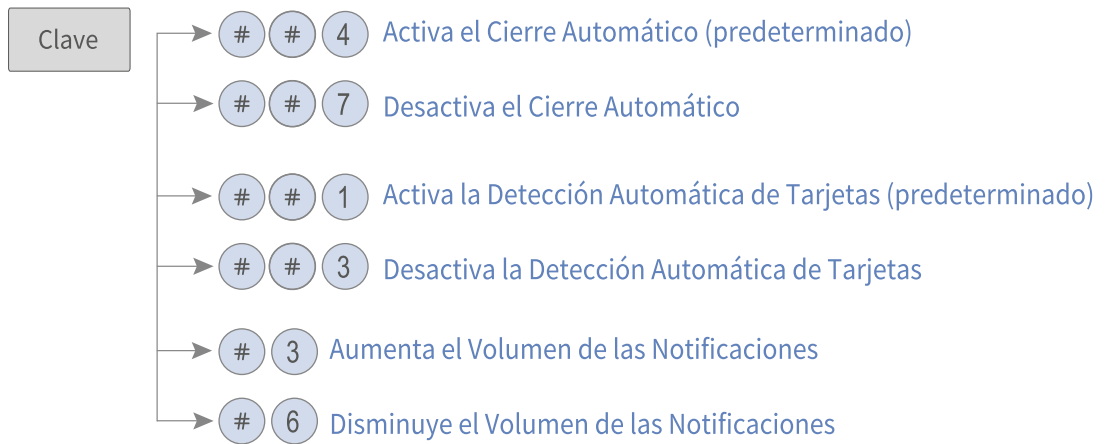 Clave
# # 4 Activa el Cierre Automático (predeterminado)
# # 7 Desactiva el Cierre Automático
# # 1 Activa la Detección Automática de Tarjetas (predeterminado)
# # 3 Desactiva la Detección Automática de Tarjetas
# 3 Aumenta el Volumen de las Notificaciones
# 6 Disminuye el Volumen de las Notificaciones